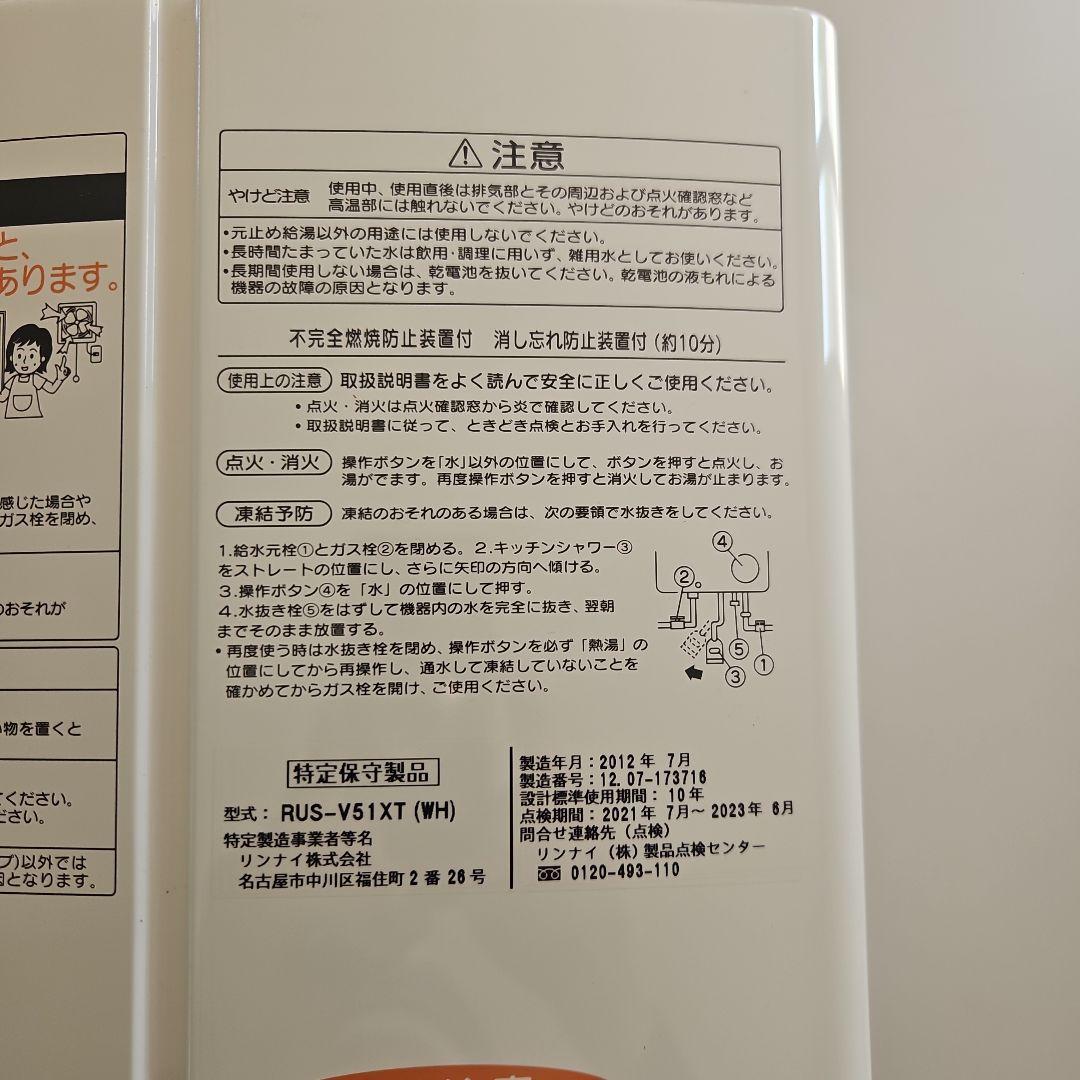 と、
あります。
感じた場合や
ガス栓を閉め、
のおそれが
い物を置くと
てください。
ださい。
プ)以外では
因となります。
⚠ 注意
やけど注意 使用中、使用直後は排気部とその周辺および点火確認窓など
高温部には触れないでください。やけどのおそれがあります。
・元止め給湯以外の用途には使用しないでください。
・長時間たまっていた水は飲用・調理に用いず、雑用水としてお使いください。
・長期間使用しない場合は、乾電池を抜いてください。乾電池の液もれによる
機器の故障の原因となります。
不完全燃焼防止装置付 消し忘れ防止装置付(約10分)
使用上の注意 取扱説明書をよく読んで安全に正しくご使用ください。
・点火・消火は点火確認窓から炎で確認してください。
・取扱説明書に従って、ときどき点検とお手入れを行ってください。
点火・消火 操作ボタンを「水」以外の位置にして、ボタンを押すと点火し、お
湯がでます。再度操作ボタンを押すと消火してお湯が止まります。
凍結予防 凍結のおそれのある場合は、次の要領で水抜きをしてください。
1.給水元栓①とガス栓②を閉める。2.キッチンシャワー③
をストレートの位置にし、さらに矢印の方向へ傾ける。
3.操作ボタン④を「水」の位置にして押す。
4.水抜き栓⑤をはずして機器内の水を完全に抜き、翌朝
までそのまま放置する。
・再度使う時は水抜き栓を閉め、操作ボタンを必ず「熱湯」の
位置にしてから再操作し、通水して凍結していないことを
確かめてからガス栓を開け、ご使用ください。
④
②
⑤
③
①
特定保守製品
型式: RUS-V51XT(WH)
特定製造事業者等名
リンナイ株式会社
名古屋市中川区福住町2番26号
製造年月:2012年 7月
製造番号:12.07-173716
設計標準使用期間:10年
点検期間:2021年 7月~2023年 6月
問合せ連絡先(点検)
リンナイ(株)製品点検センター
0120-493-110